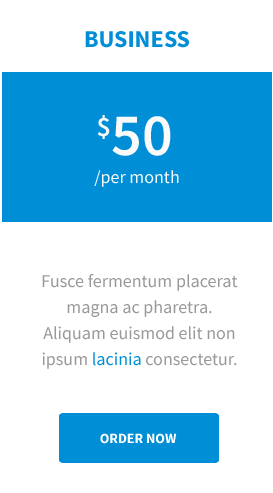 BUSINESS
$50
/per month
Fusce fermentum placerat
magna ac pharetra.
Aliquam euismod elit non
ipsum lacinia consectetur.
ORDER NOW